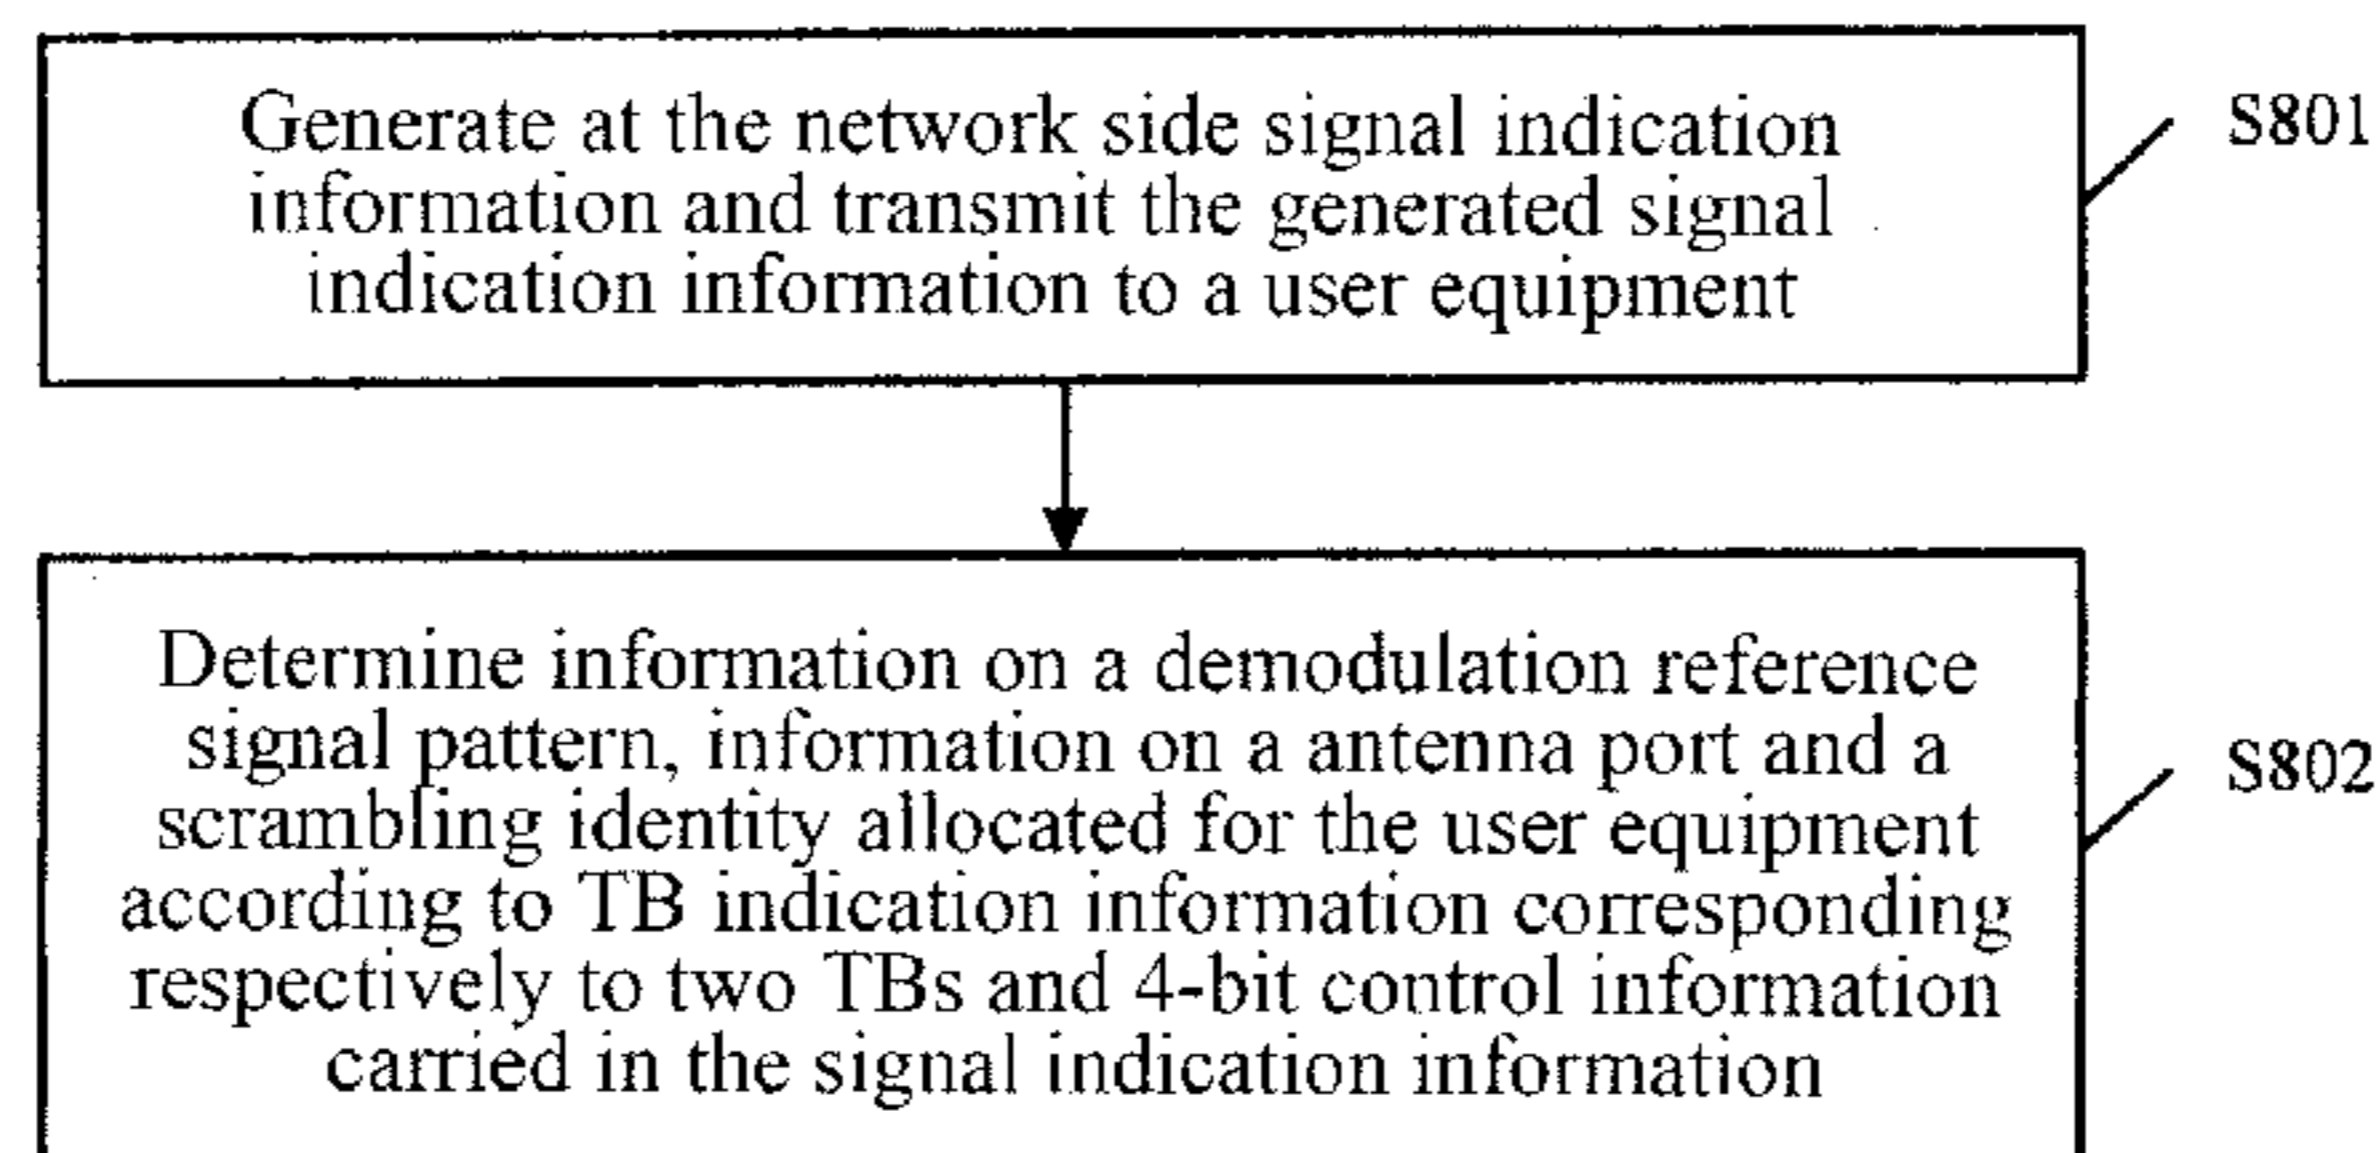 Generate at the network side signal indication
information and transmit the generated signal
indication information to a user equipment
S801
Determine information on a demodulation reference
signal pattern, information on a antenna port and a
scrambling identity allocated for the user equipment
according to TB indication information corresponding
respectively to two TBs and 4-bit control information
carried in the signal indication information
S802